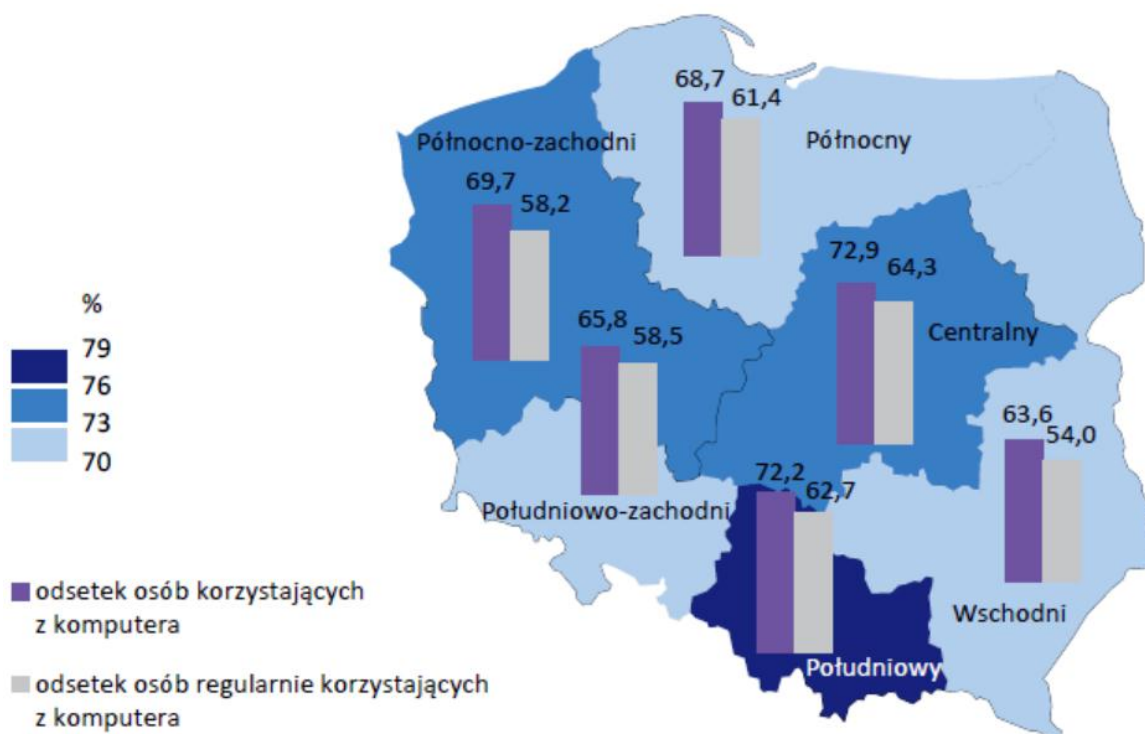 68,7
61,4
Północno-zachodni
Północny
69,7
58,2
72,9
64,3
%
65,8
58,5
Centralny
79
76
73
70
63,6
54,0
72,2
62,7
Południowo-zachodni
odsetek osób korzystających
z komputera
Wschodni
Południowy
odsetek osób regularnie korzystających
z komputera